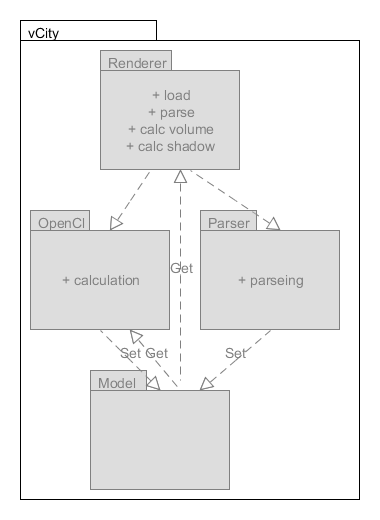 vCity
Renderer
+ load
+ parse
+ calc volume
+ calc shadow
OpenCl
Parser
Get
+ calculation
+ parseing
Set Get
Set
Model